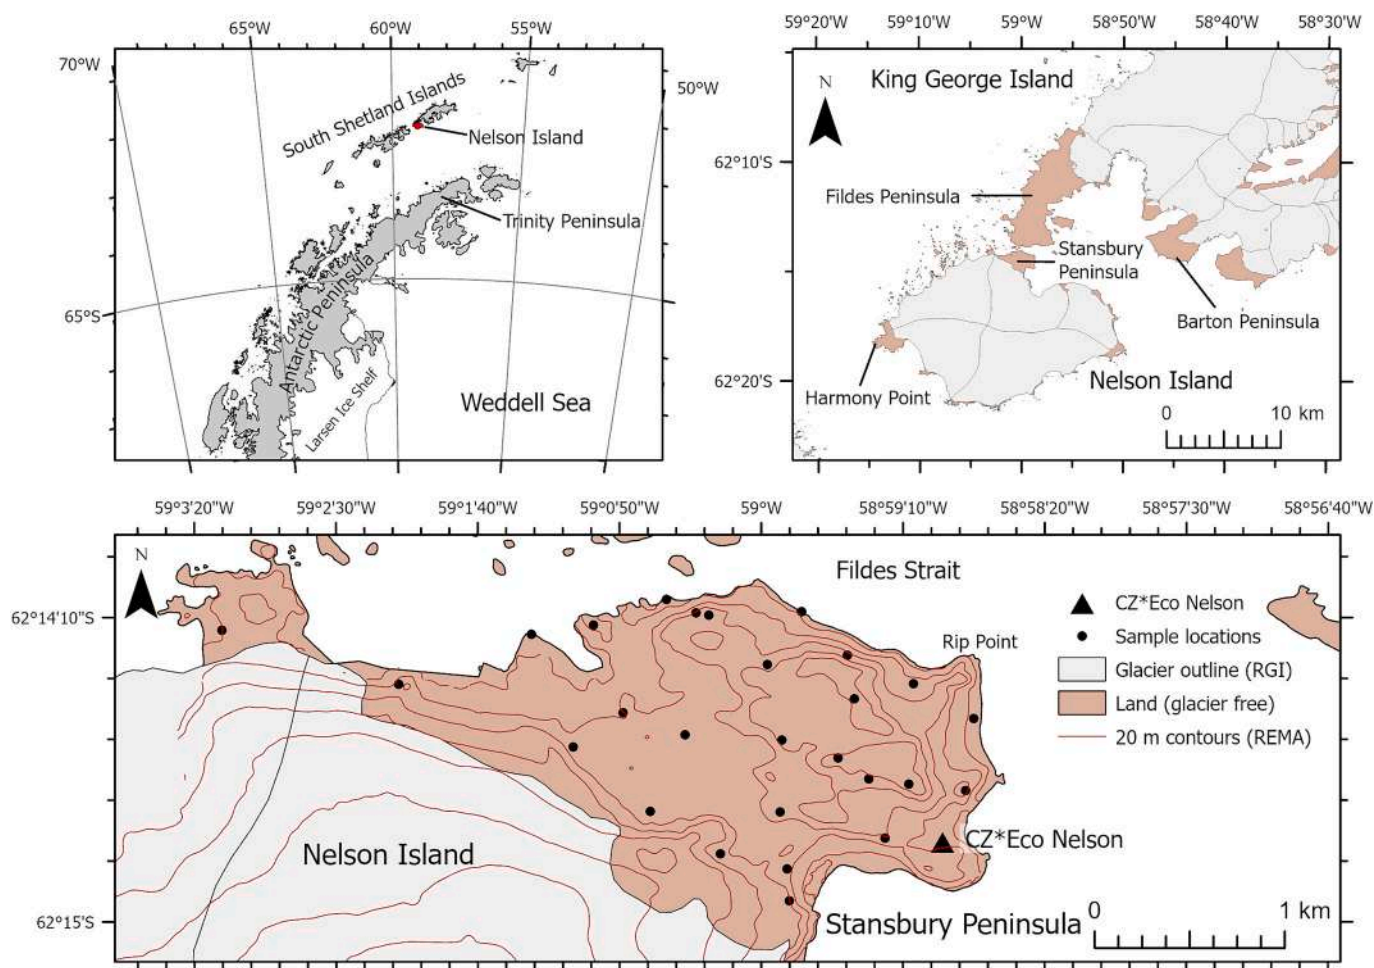 65°W
60°W
55°W
70°W
50°W
South Shetland Islands
Nelson Island
Trinity Peninsula
Antarctic Peninsula
65°S
Larsen Ice Shelf
Weddell Sea
59°20'W
59°10'W
59°W
58°50'W
58°40'W
58°30'W
N
King George Island
62°10'S
Fildes Peninsula
Stansbury
Peninsula
Barton Peninsula
62°20'S
Harmony Point
Nelson Island
0
10 km
59°3'20"W
59°2'30"W
59°1'40"W
59°0'50"W
59°W
58°59'10"W
58°58'20"W
58°57'30"W
58°56'40"W
N
Fildes Strait
CZ*Eco Nelson
62°14'10"S
Sample locations
Rip Point
Glacier outline (RGI)
Land (glacier free)
20 m contours (REMA)
CZ*Eco Nelson
Nelson Island
62°15'S
Stansbury Peninsula
0
1 km